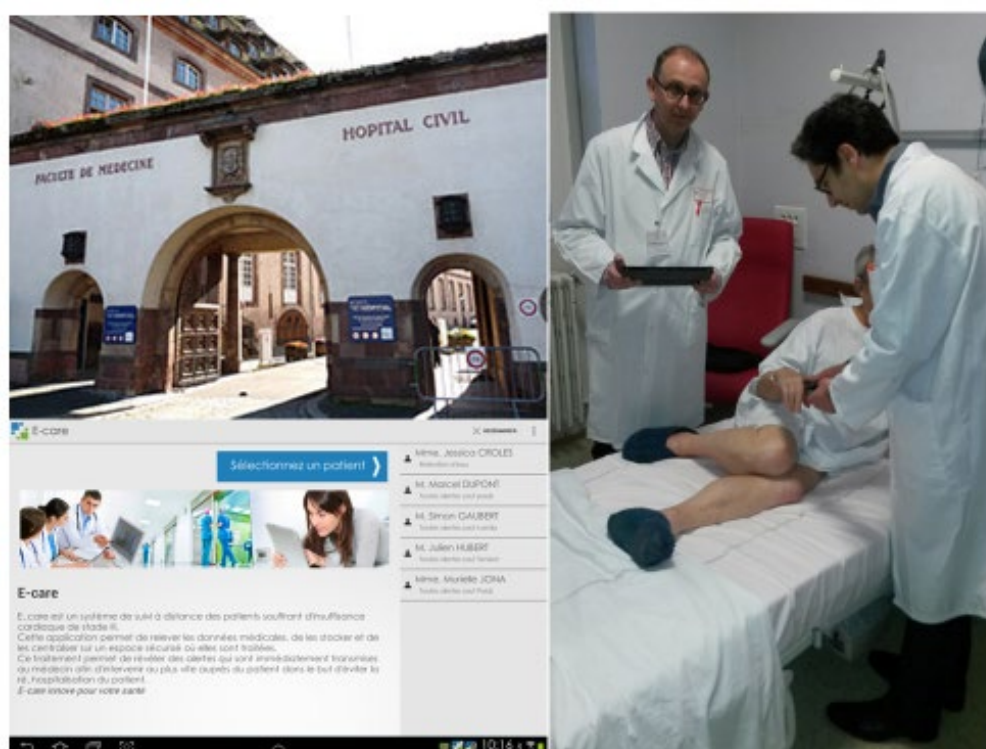 FACULTE DE MEDECINE
HOPITAL CIVIL
E-care
Sélectionnez un patient
Mme. Jessica CROLES
M. Marcel DUPONT
M. Simon GAUBERT
M. Julien HUBERT
Mme. Murielle JONA
E-care
E_care est un système de suivi à distance des patients souffrant d'insuffisance
cardiaque de stade III.
Cette application permet de relever les données médicales, de les stocker et de
les centraliser sur un espace sécurisé où elles sont traitées.
Ce traitement permet de révéler des alertes qui sont immédiatement transmises
au médecin afin d'intervenir au plus vite auprès du patient dans le but d'éviter la
ré_hospitalisation du patient.
E-care innove pour votre santé
10:16